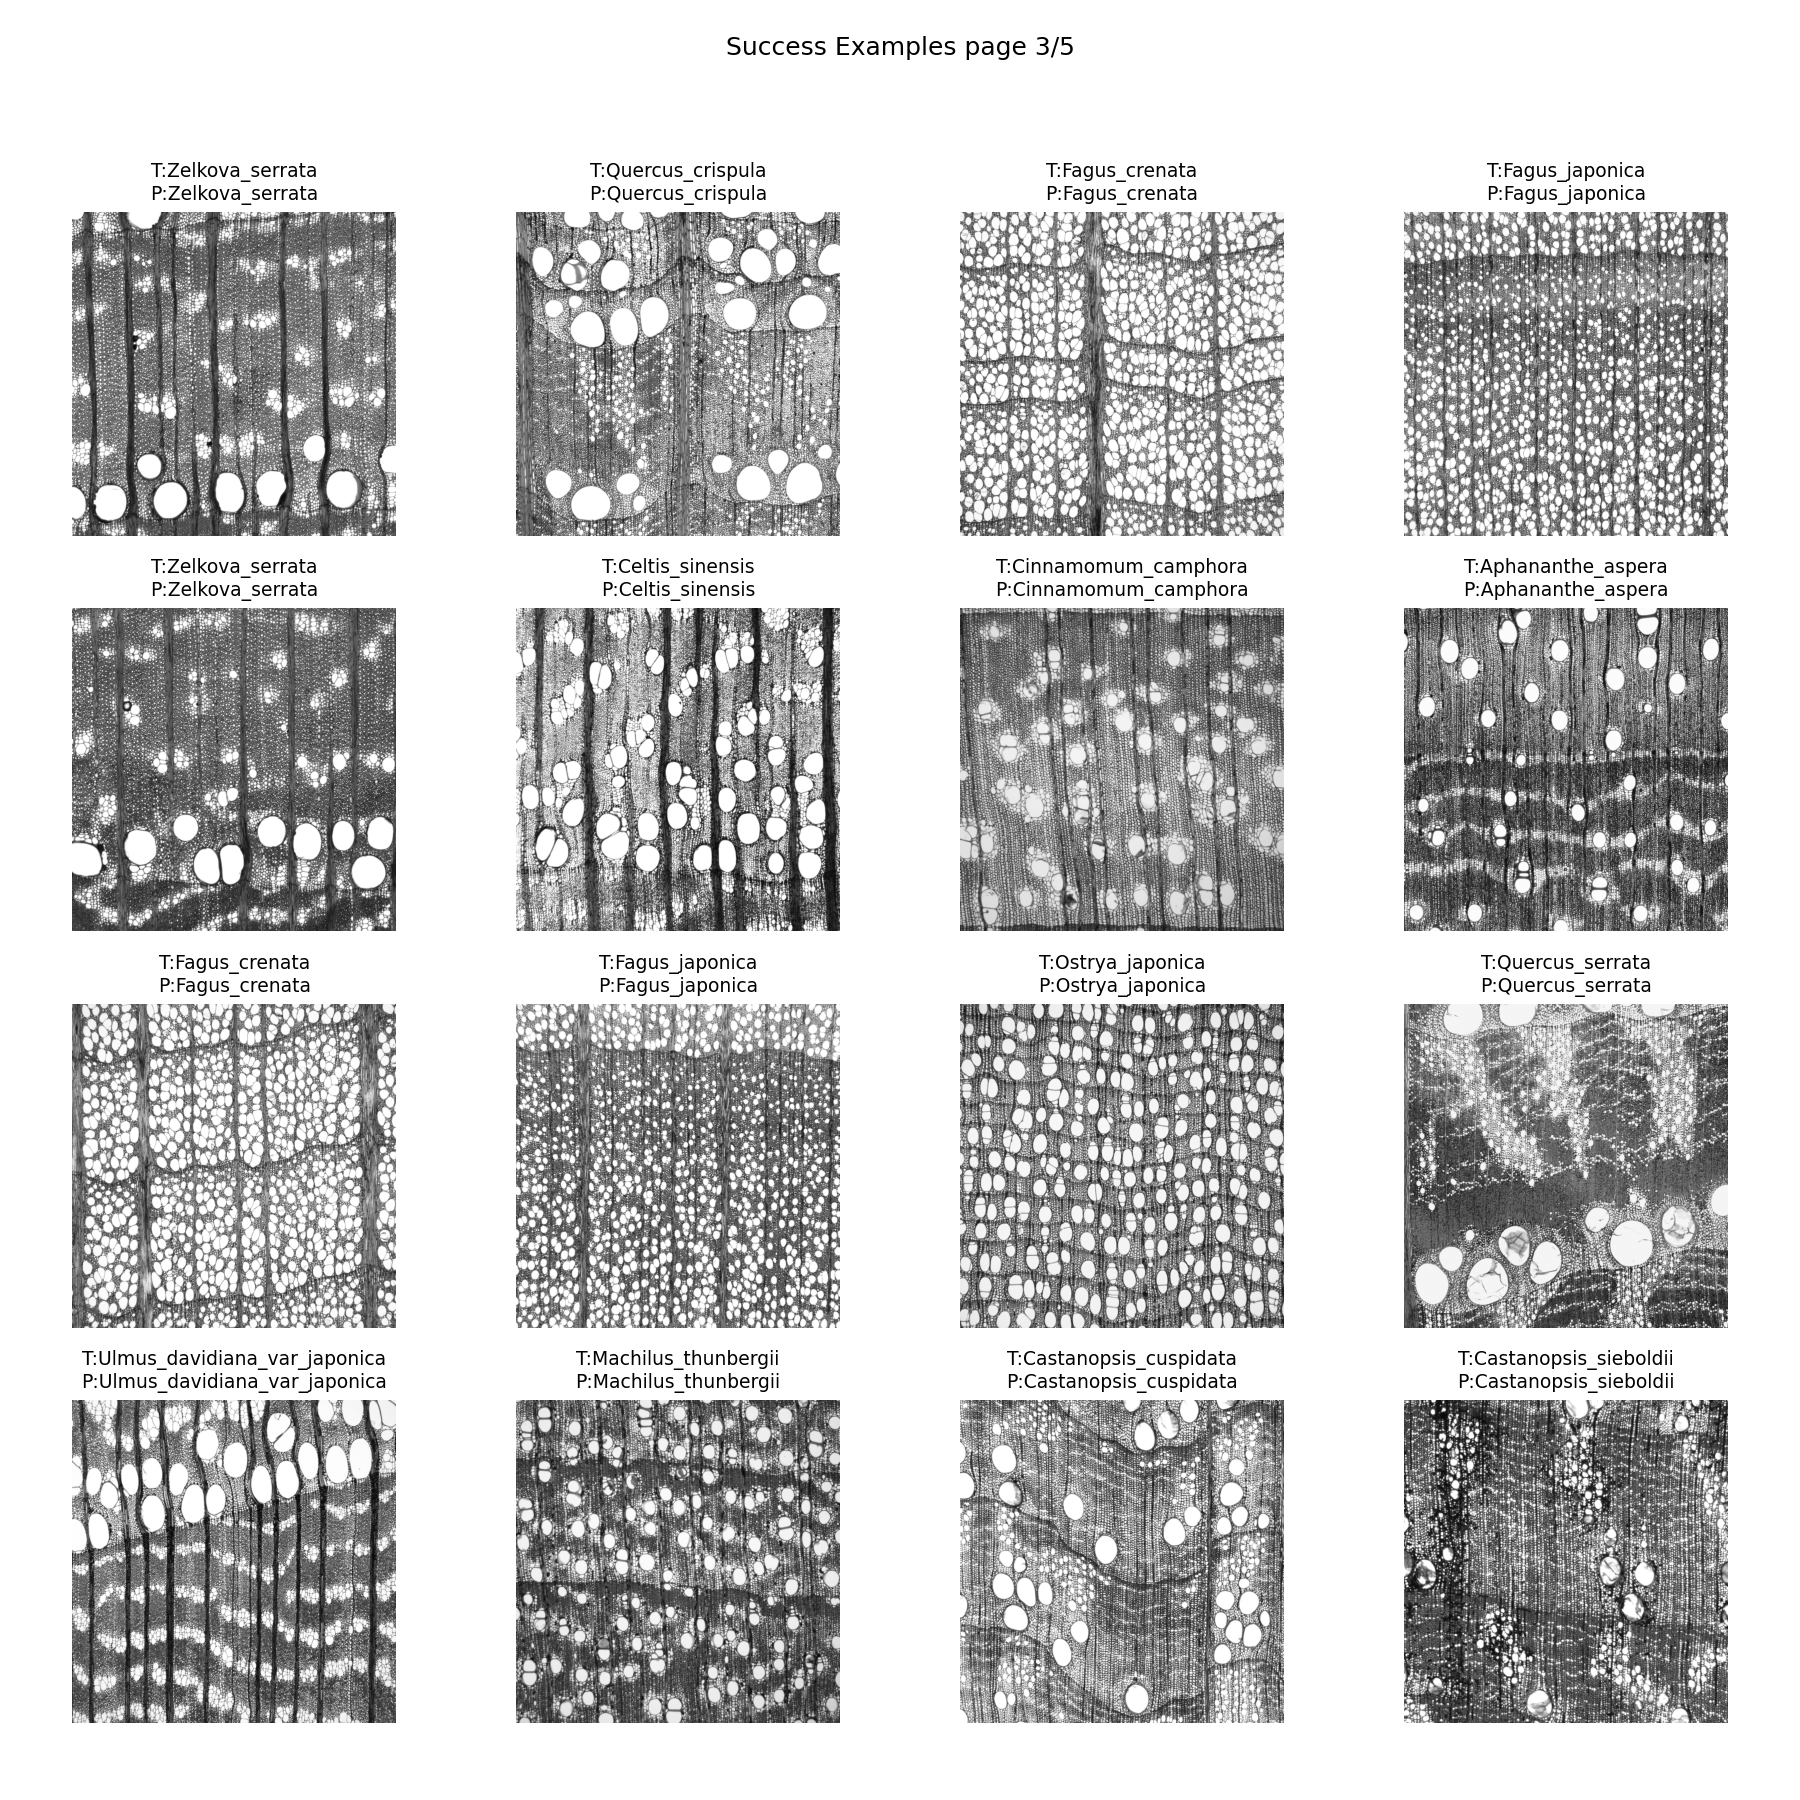 Success Examples page 3/5
T:Zelkova_serrata
P:Zelkova_serrata
T:Quercus_crispula
P:Quercus_crispula
T:Fagus_crenata
P:Fagus_crenata
T:Fagus_japonica
P:Fagus_japonica
T:Zelkova_serrata
P:Zelkova_serrata
T:Celtis_sinensis
P:Celtis_sinensis
T:Cinnamomum_camphora
P:Cinnamomum_camphora
T:Aphananthe_aspera
P:Aphananthe_aspera
T:Fagus_crenata
P:Fagus_crenata
T:Fagus_japonica
P:Fagus_japonica
T:Ostrya_japonica
P:Ostrya_japonica
T:Quercus_serrata
P:Quercus_serrata
T:Ulmus_davidiana_var_japonica
P:Ulmus_davidiana_var_japonica
T:Machilus_thunbergii
P:Machilus_thunbergii
T:Castanopsis_cuspidata
P:Castanopsis_cuspidata
T:Castanopsis_sieboldii
P:Castanopsis_sieboldii